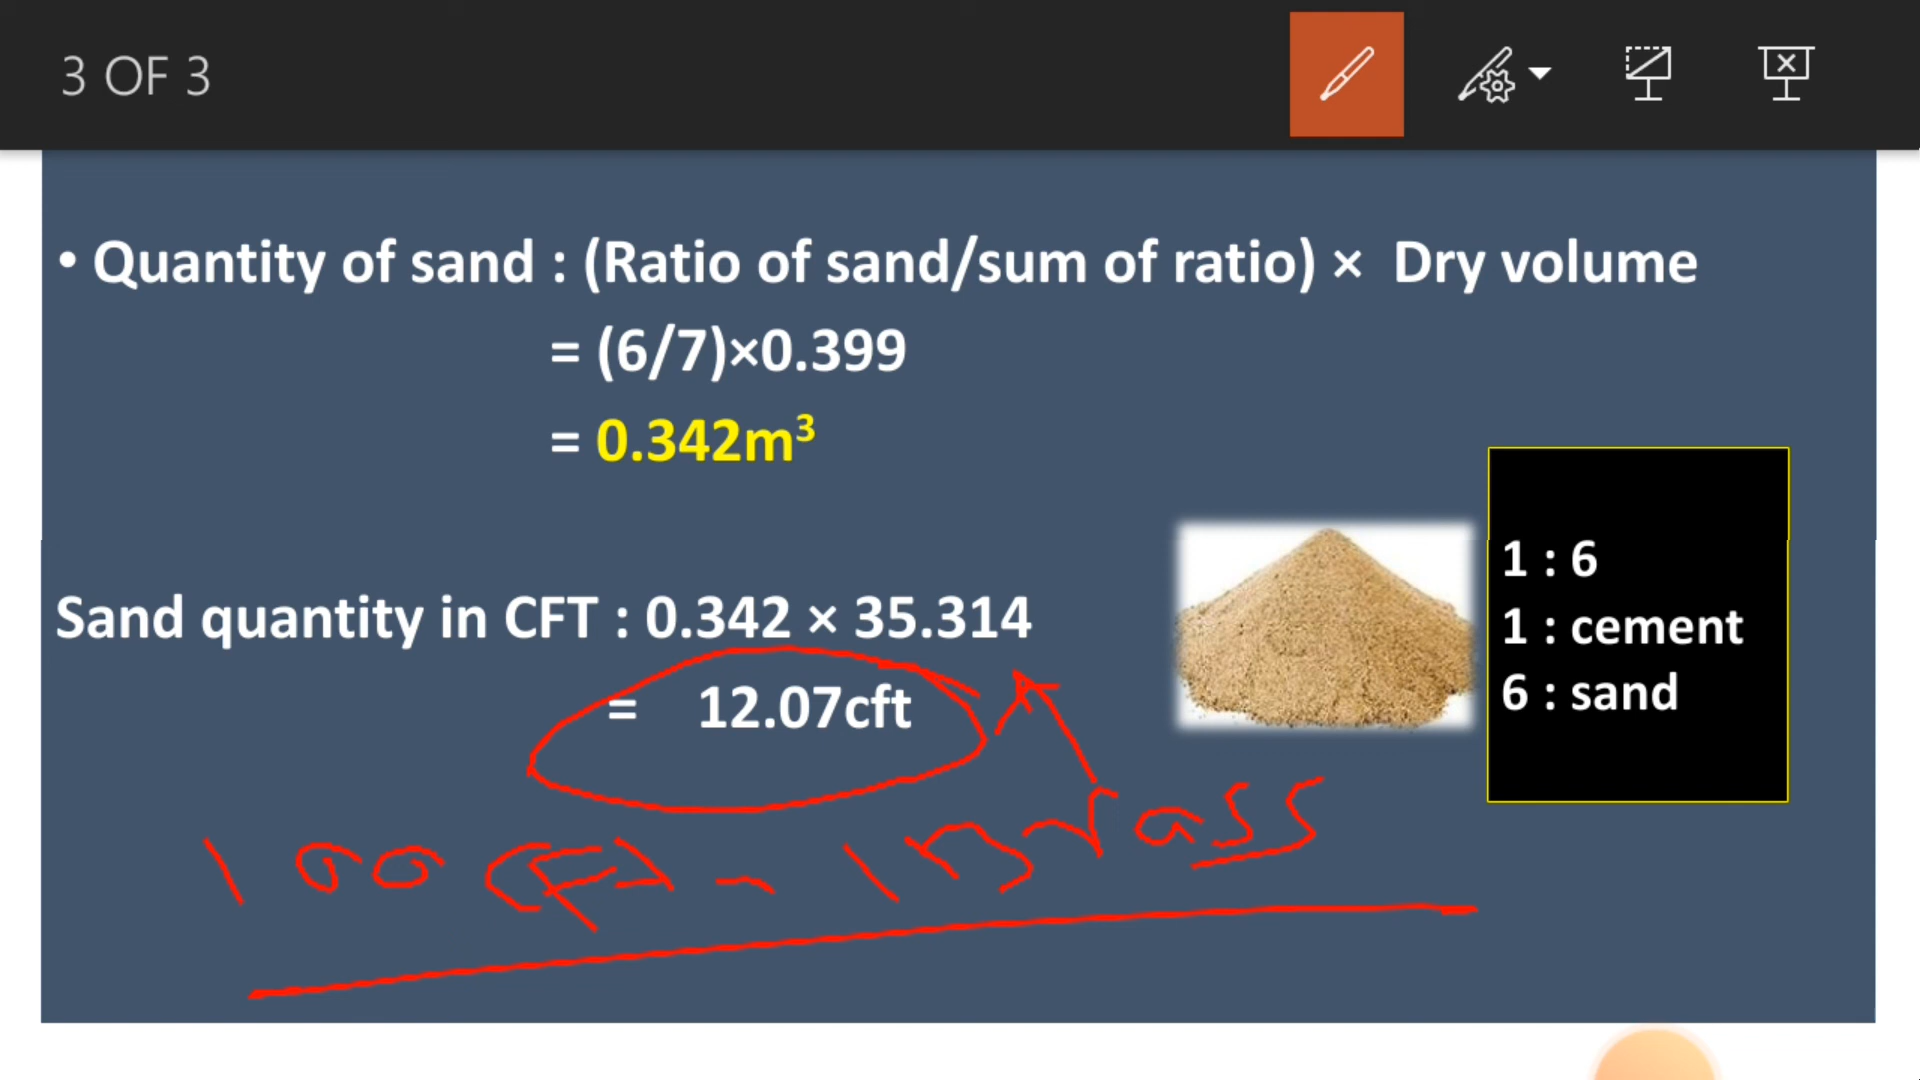 3 OF 3
• Quantity of sand : (Ratio of sand/sum of ratio) × Dry volume
= (6/7)×0.399
= 0.342m³
1 : 6
Sand quantity in CFT : 0.342 × 35.314
1 : cement
6 : sand
= 12.07cft
100 CFt - 1 Brass